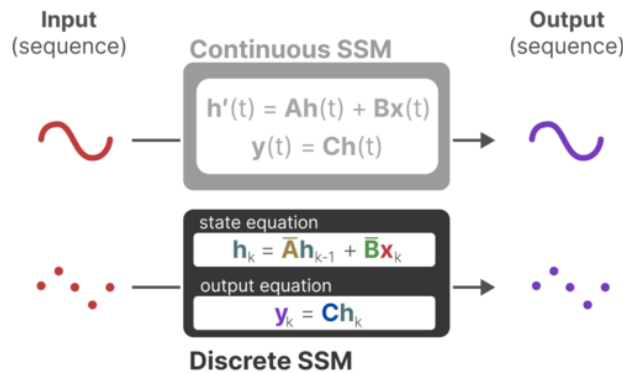 Input
(sequence)
Output
(sequence)
Continuous SSM
h′(t) = Ah(t) + Bx(t)
y(t) = Ch(t)
state equation
hₖ = A̅hₖ₋₁ + B̅xₖ
output equation
yₖ = Chₖ
Discrete SSM